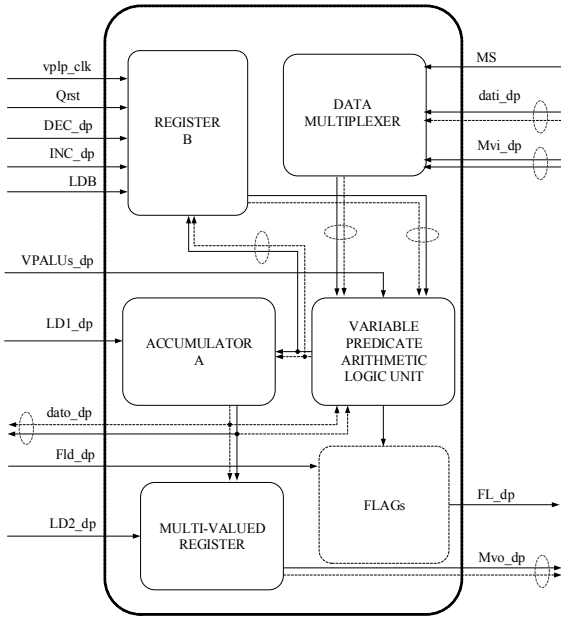 vplp_clk
Qrst
DEC_dp
INC_dp
LDB
REGISTER
B
DATA
MULTIPLEXER
MS
dati_dp
Mvi_dp
VPALUs_dp
LD1_dp
ACCUMULATOR
A
VARIABLE
PREDICATE
ARITHMETIC
LOGIC UNIT
dato_dp
Fld_dp
FLAGs
FL_dp
LD2_dp
MULTI-VALUED
REGISTER
Mvo_dp